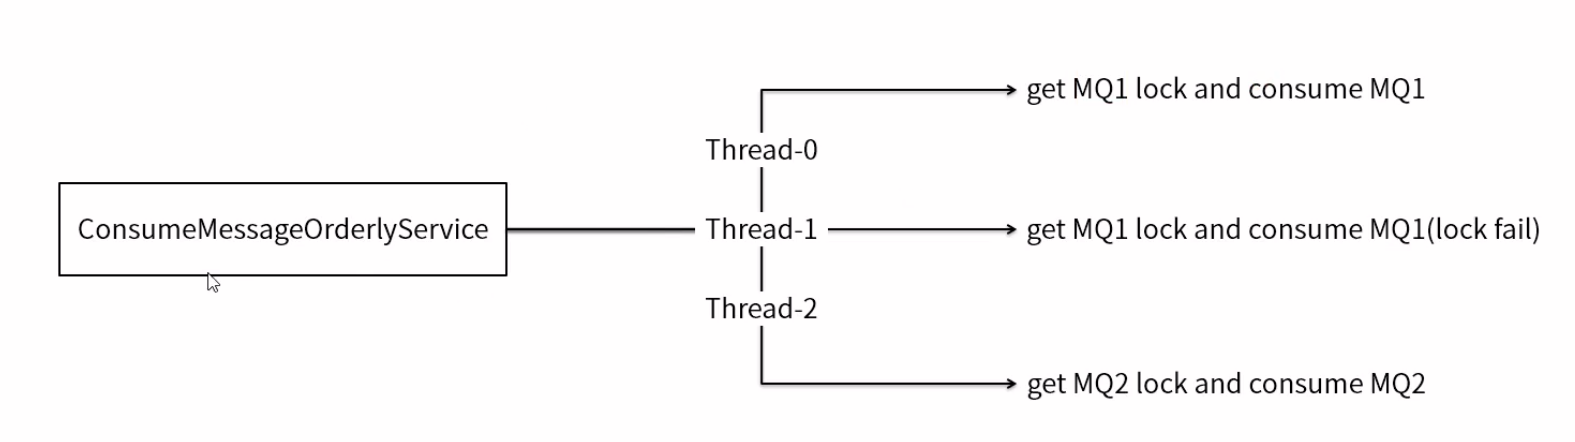 get MQ1 lock and consume MQ1
Thread-0
ConsumeMessageOrderlyService
Thread-1
get MQ1 lock and consume MQ1(lock fail)
Thread-2
get MQ2 lock and consume MQ2